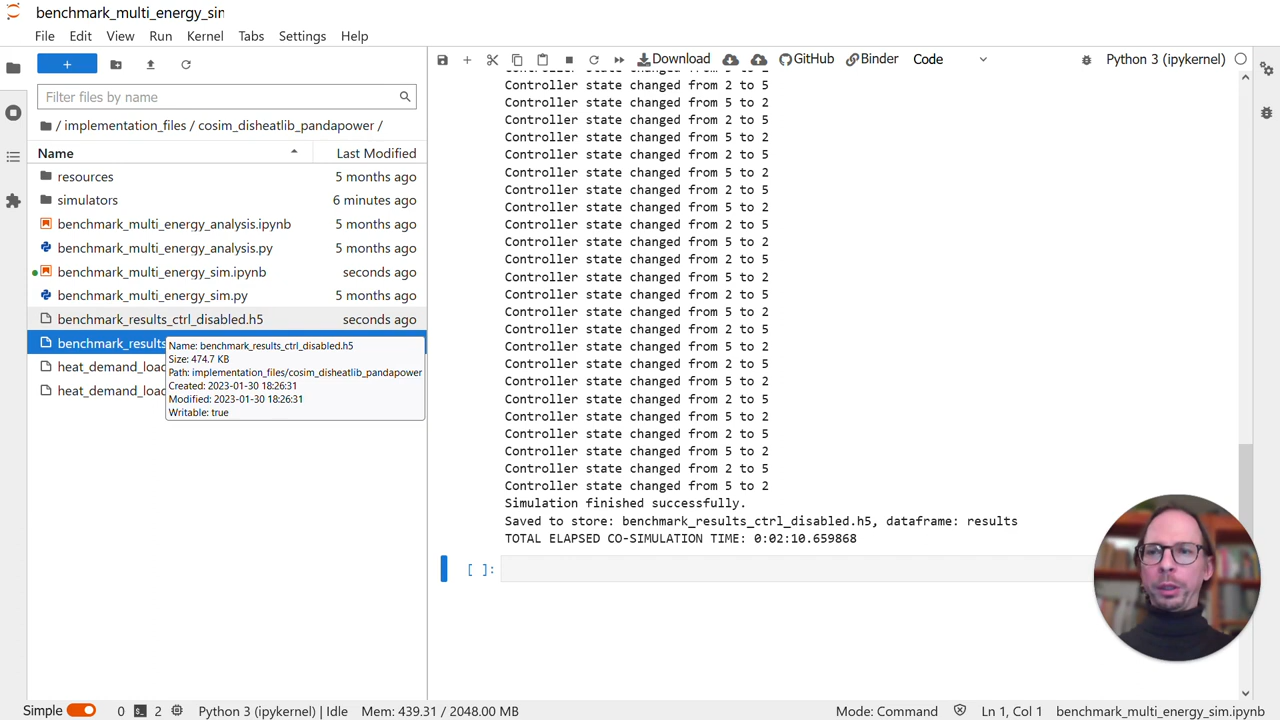 benchmark_multi_energy_sim
File Edit View Run Kernel Tabs Settings Help
Download GitHub Binder Code Python 3 (ipykernel)
Filter files by name
/ implementation_files / cosim_disheatlib_pandapower /
Name Last Modified
resources 5 months ago
simulators 6 minutes ago
benchmark_multi_energy_analysis.ipynb 5 months ago
benchmark_multi_energy_analysis.py 5 months ago
benchmark_multi_energy_sim.ipynb seconds ago
benchmark_multi_energy_sim.py 5 months ago
benchmark_results_ctrl_disabled.h5 seconds ago
benchmark_results
heat_demand_load
heat_demand_load
Name: benchmark_results_ctrl_disabled.h5
Size: 474.7 KB
Path: implementation_files/cosim_disheatlib_pandapower
Created: 2023-01-30 18:26:31
Modified: 2023-01-30 18:26:31
Writable: true
Controller state changed from 5 to 2
Controller state changed from 2 to 5
Controller state changed from 5 to 2
Controller state changed from 2 to 5
Controller state changed from 5 to 2
Controller state changed from 2 to 5
Controller state changed from 5 to 2
Controller state changed from 2 to 5
Controller state changed from 5 to 2
Controller state changed from 2 to 5
Controller state changed from 5 to 2
Controller state changed from 2 to 5
Controller state changed from 5 to 2
Controller state changed from 2 to 5
Controller state changed from 5 to 2
Controller state changed from 2 to 5
Controller state changed from 5 to 2
Controller state changed from 2 to 5
Controller state changed from 5 to 2
Controller state changed from 2 to 5
Controller state changed from 5 to 2
Controller state changed from 2 to 5
Controller state changed from 5 to 2
Controller state changed from 2 to 5
Controller state changed from 5 to 2
Simulation finished successfully.
Saved to store: benchmark_results_ctrl_disabled.h5, dataframe: results
TOTAL ELAPSED CO-SIMULATION TIME: 0:02:10.659868
[ ]:
Simple 0 2 Python 3 (ipykernel) | Idle Mem: 439.31 / 2048.00 MB Mode: Command Ln 1, Col 1 benchmark_multi_energy_sim.ipynb